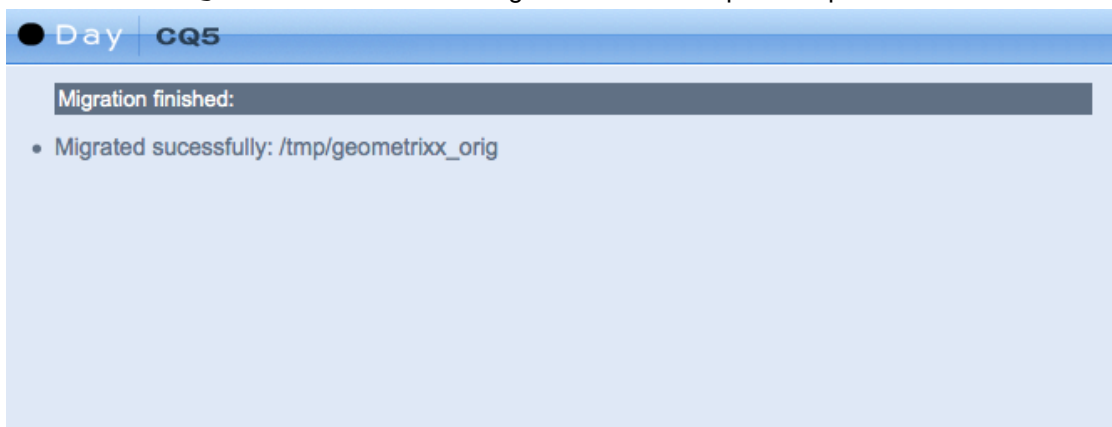 Day CQ5
Migration finished:
• Migrated sucessfully: /tmp/geometrixx_orig